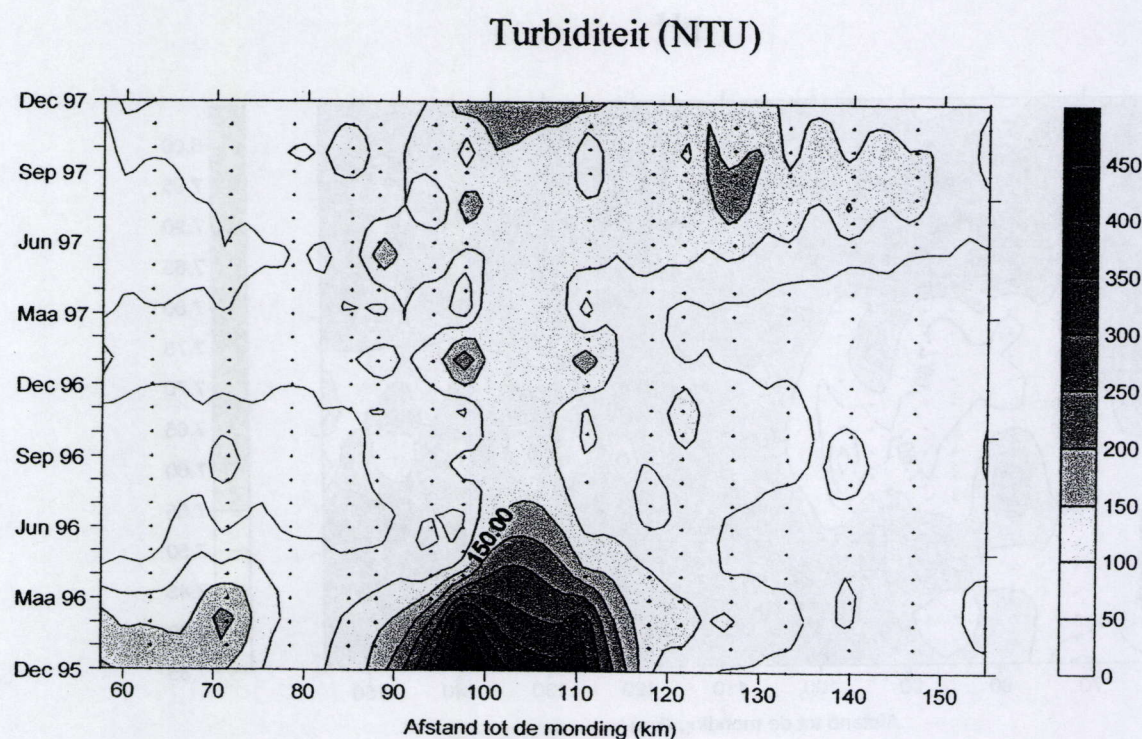 Turbiditeit (NTU)
Dec 97
Sep 97
Jun 97
Maa 97
Dec 96
Sep 96
Jun 96
Maa 96
Dec 95
150.00
60 70 80 90 100 110 120 130 140 150
Afstand tot de monding (km)
450
400
350
300
250
200
150
100
50
0